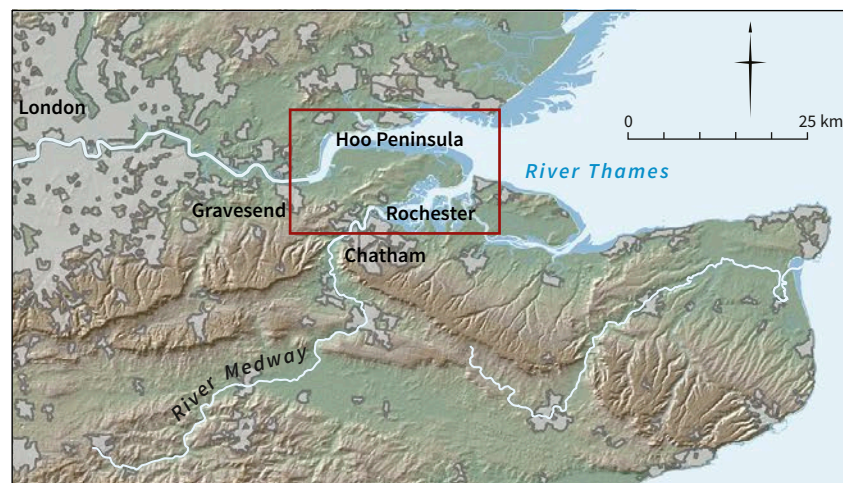 London
0
25 km
Hoo Peninsula
River Thames
Gravesend
Rochester
Chatham
River Medway